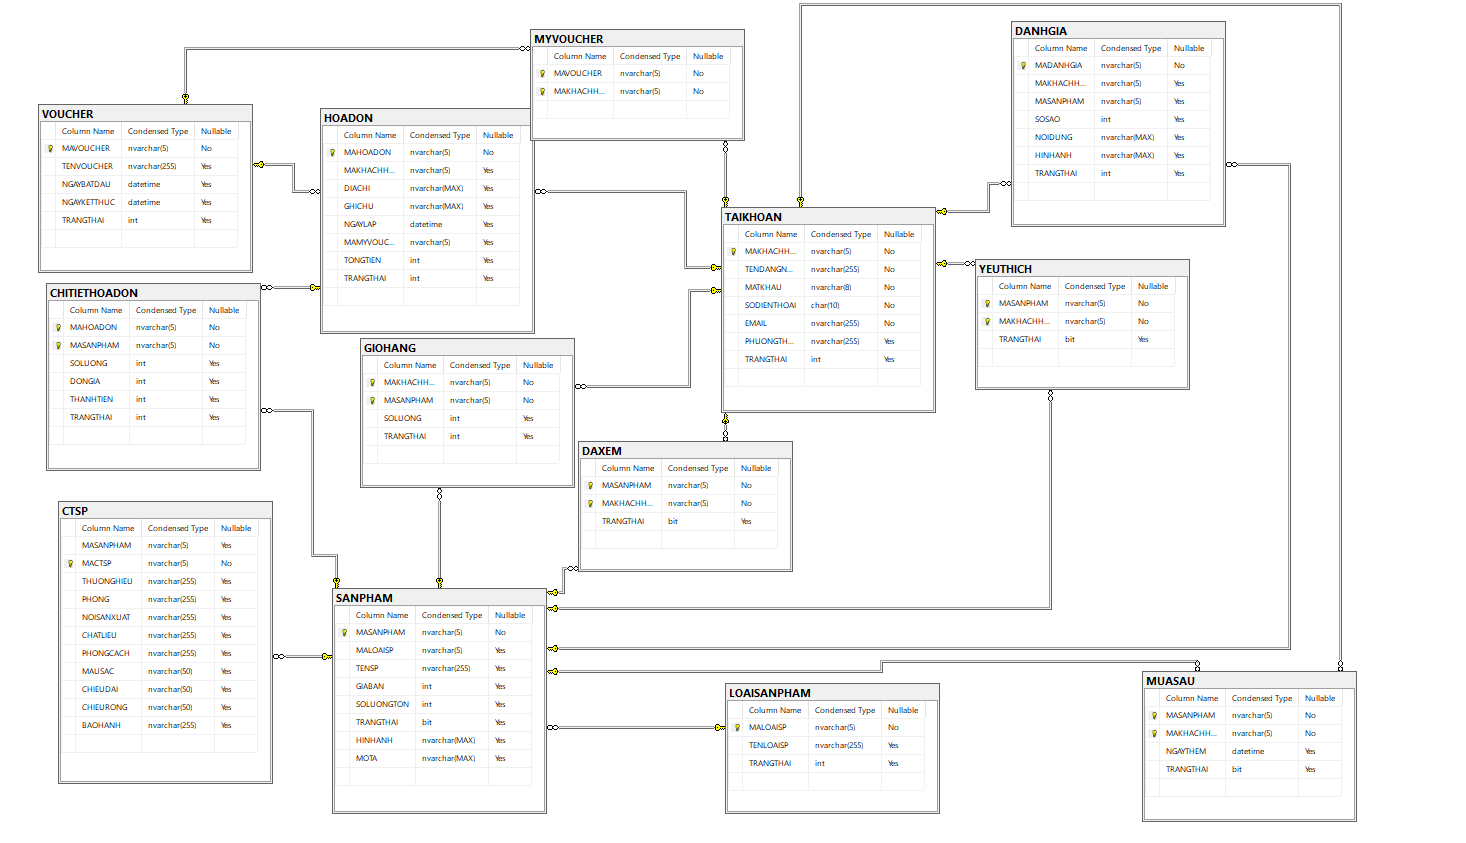 MYVOUCHER
Column Name Condensed Type Nullable
MAVOUCHER nvarchar(5) No
MAKHACHH... nvarchar(5) No
DANHGIA
Column Name Condensed Type Nullable
MADANHGIA nvarchar(5) No
MAKHACHH... nvarchar(5) Yes
MASANPHAM nvarchar(5) Yes
SOSAO int Yes
NOIDUNG nvarchar(MAX) Yes
HINHANH nvarchar(MAX) Yes
TRANGTHAI int Yes
VOUCHER
Column Name Condensed Type Nullable
MAVOUCHER nvarchar(5) No
TENVOUCHER nvarchar(255) Yes
NGAYBATDAU datetime Yes
NGAYKETTHUC datetime Yes
TRANGTHAI int Yes
HOADON
Column Name Condensed Type Nullable
MAHOADON nvarchar(5) No
MAKHACHH... nvarchar(5) Yes
DIACHI nvarchar(MAX) Yes
GHICHU nvarchar(MAX) Yes
NGAYLAP datetime Yes
MAMYVOUC... nvarchar(5) Yes
TONGTIEN int Yes
TRANGTHAI int Yes
TAIKHOAN
Column Name Condensed Type Nullable
MAKHACHH... nvarchar(5) No
TENDANGN... nvarchar(255) No
MATKHAU nvarchar(8) No
SODIENTHOAI char(10) No
EMAIL nvarchar(255) No
PHUONGTH... nvarchar(255) Yes
TRANGTHAI int Yes
YEUTHICH
Column Name Condensed Type Nullable
MASANPHAM nvarchar(5) No
MAKHACHH... nvarchar(5) No
TRANGTHAI bit Yes
CHITIETHOADON
Column Name Condensed Type Nullable
MAHOADON nvarchar(5) No
MASANPHAM nvarchar(5) No
SOLUONG int Yes
DONGIA int Yes
THANHTIEN int Yes
TRANGTHAI int Yes
GIOHANG
Column Name Condensed Type Nullable
MAKHACHH... nvarchar(5) No
MASANPHAM nvarchar(5) No
SOLUONG int Yes
TRANGTHAI int Yes
DAXEM
Column Name Condensed Type Nullable
MASANPHAM nvarchar(5) No
MAKHACHH... nvarchar(5) No
TRANGTHAI bit Yes
CTSP
Column Name Condensed Type Nullable
MASANPHAM nvarchar(5) Yes
MACTSP nvarchar(5) No
THUONGHIEU nvarchar(255) Yes
PHONG nvarchar(255) Yes
NOISANXUAT nvarchar(255) Yes
CHATLIEU nvarchar(255) Yes
PHONGCACH nvarchar(255) Yes
MAUSAC nvarchar(50) Yes
CHIEUDAI nvarchar(50) Yes
CHIEURONG nvarchar(50) Yes
BAOHANH nvarchar(255) Yes
SANPHAM
Column Name Condensed Type Nullable
MASANPHAM nvarchar(5) No
MALOAISP nvarchar(5) Yes
TENSP nvarchar(255) Yes
GIABAN int Yes
SOLUONGTON int Yes
TRANGTHAI bit Yes
HINHANH nvarchar(MAX) Yes
MOTA nvarchar(MAX) Yes
LOAISANPHAM
Column Name Condensed Type Nullable
MALOAISP nvarchar(5) No
TENLOAISP nvarchar(255) Yes
TRANGTHAI int Yes
MUASAU
Column Name Condensed Type Nullable
MASANPHAM nvarchar(5) No
MAKHACHH... nvarchar(5) No
NGAYTHEM datetime Yes
TRANGTHAI bit Yes